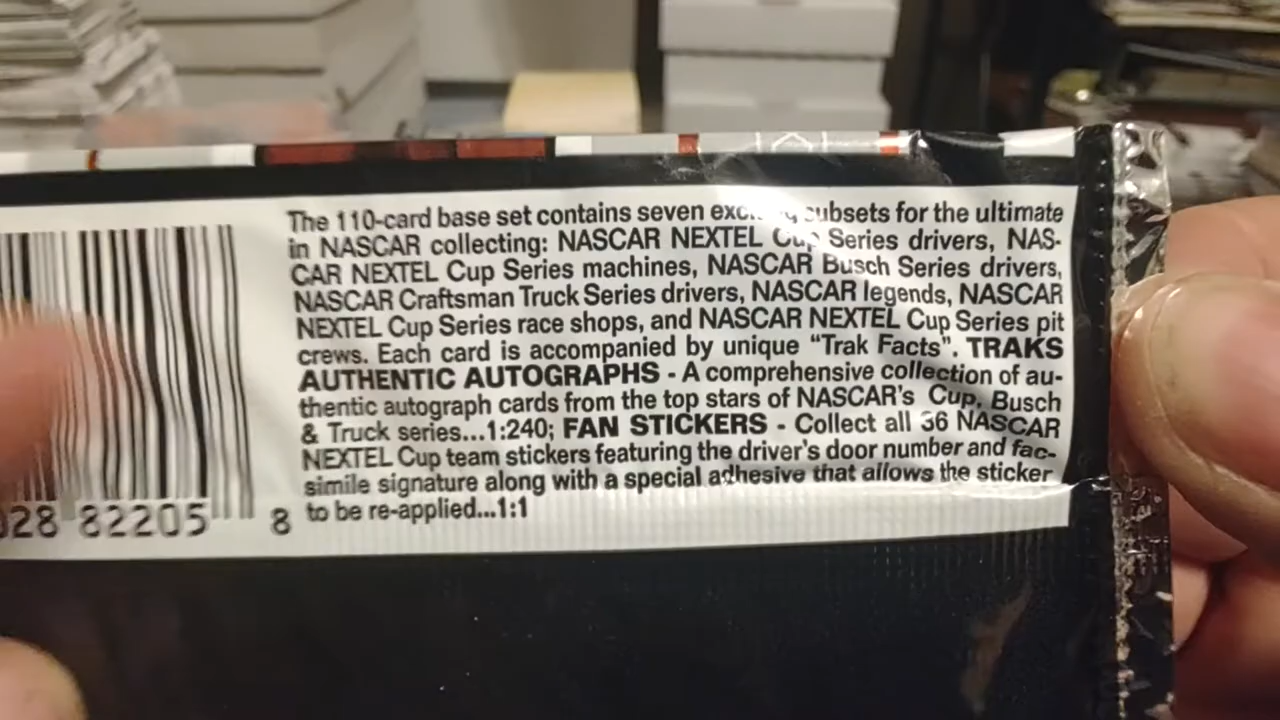 The 110-card base set contains seven subsets for the ultimate
in NASCAR collecting: NASCAR NEXTEL Cup Series drivers, NAS-
CAR NEXTEL Cup Series machines, NASCAR Busch Series drivers,
NASCAR Craftsman Truck Series drivers, NASCAR legends, NASCAR
NEXTEL Cup Series race shops, and NASCAR NEXTEL Cup Series pit
crews. Each card is accompanied by unique “Trak Facts”. TRAKS
AUTHENTIC AUTOGRAPHS - A comprehensive collection of au-
thentic autograph cards from the top stars of NASCAR's Cup, Busch
& Truck series...1:240; FAN STICKERS - Collect all 36 NASCAR
NEXTEL Cup team stickers featuring the driver's door number and fac-
simile signature along with a special adhesive that allows the sticker
to be re-applied...1:1
28 82205 8